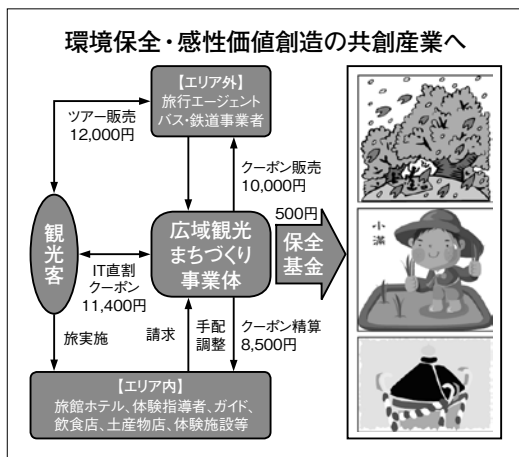 環境保全・感性価値創造の共創産業へ
【エリア外】
旅行エージェント
バス・鉄道事業者
ツアー販売
12,000円
クーポン販売
10,000円
観光客
IT直割
クーポン
11,400円
広域観光
まちづくり
事業体
500円
保全
基金
旅実施
請求
手配
調整
クーポン精算
8,500円
【エリア内】
旅館ホテル、体験指導者、ガイド、
飲食店、土産物店、体験施設等
小満